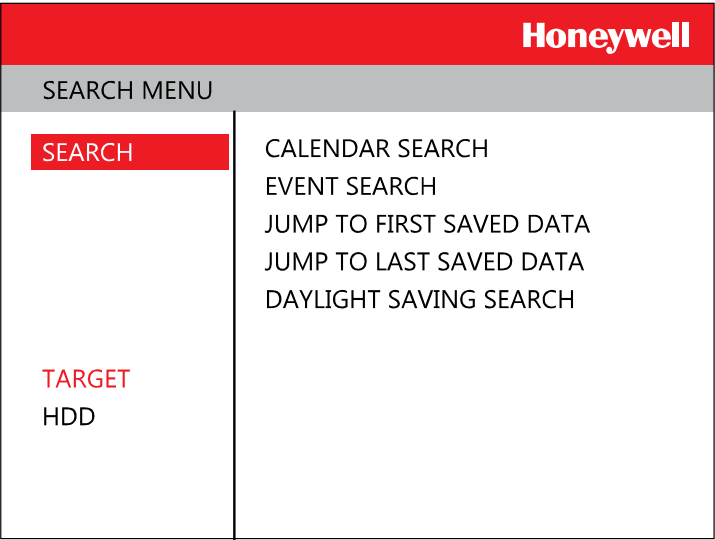 Honeywell
SEARCH MENU
SEARCH
CALENDAR SEARCH
EVENT SEARCH
JUMP TO FIRST SAVED DATA
JUMP TO LAST SAVED DATA
DAYLIGHT SAVING SEARCH
TARGET
HDD